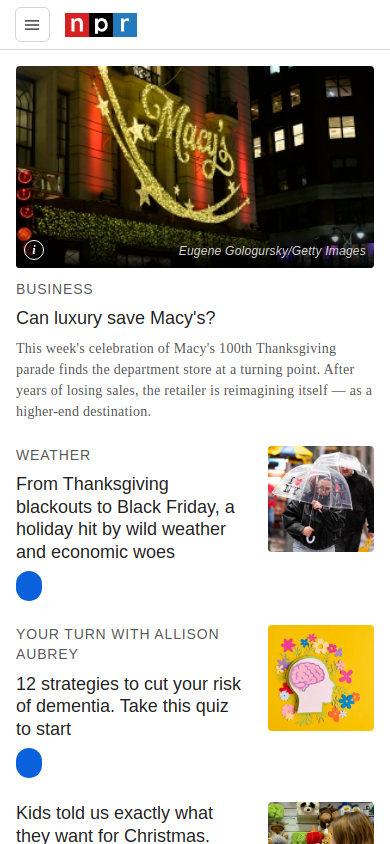 npr
Macy's
i
Eugene Gologursky/Getty Images
BUSINESS
Can luxury save Macy's?
This week's celebration of Macy's 100th Thanksgiving
parade finds the department store at a turning point. After
years of losing sales, the retailer is reimagining itself — as a
higher-end destination.
WEATHER
From Thanksgiving
blackouts to Black Friday, a
holiday hit by wild weather
and economic woes
YOUR TURN WITH ALLISON
AUBREY
12 strategies to cut your risk
of dementia. Take this quiz
to start
Kids told us exactly what
they want for Christmas.